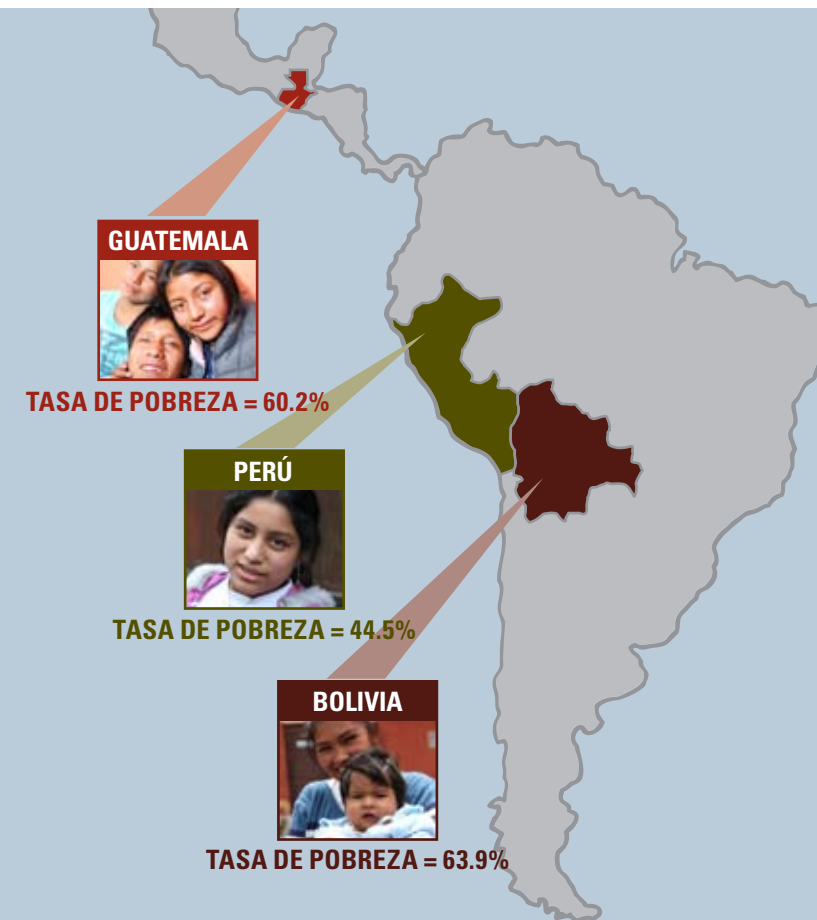 GUATEMALA
TASA DE POBREZA = 60.2%
PERÚ
TASA DE POBREZA = 44.5%
BOLIVIA
TASA DE POBREZA = 63.9%